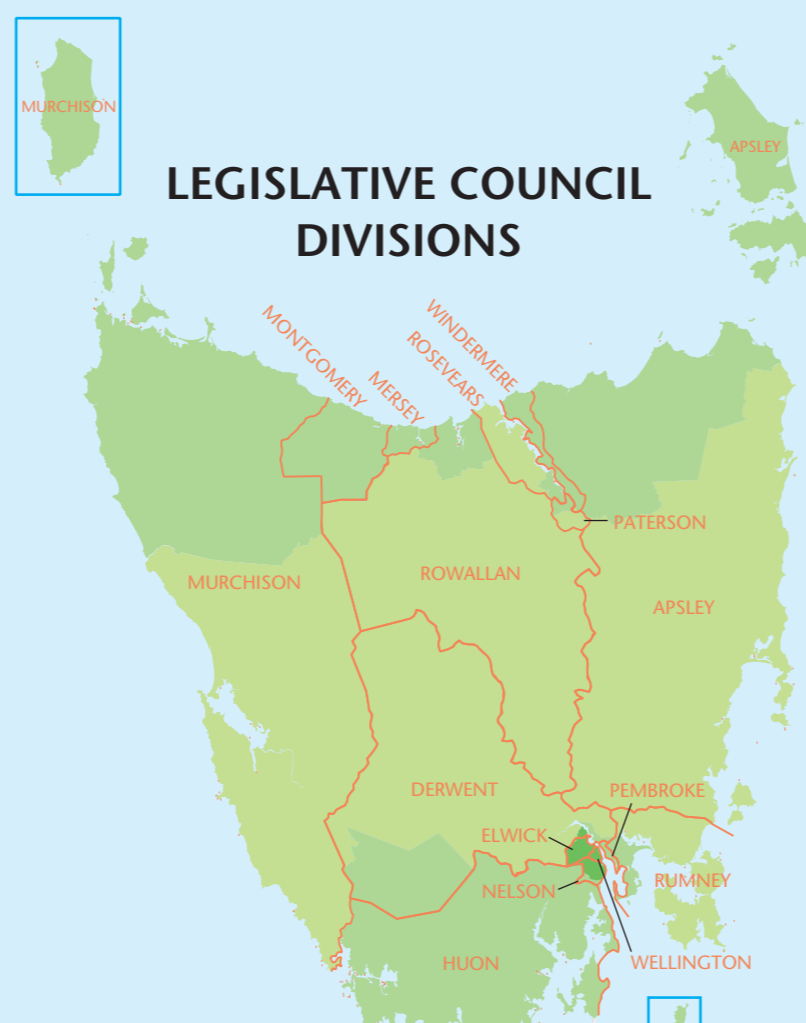 MURCHISON
APSLEY
LEGISLATIVE COUNCIL
DIVISIONS
MONTGOMERY
MERSEY
WINDERMERE
ROSEVEARS
PATERSON
MURCHISON
ROWALLAN
APSLEY
DERWENT
PEMBROKE
ELWICK
RUMNEY
NELSON
HUON
WELLINGTON